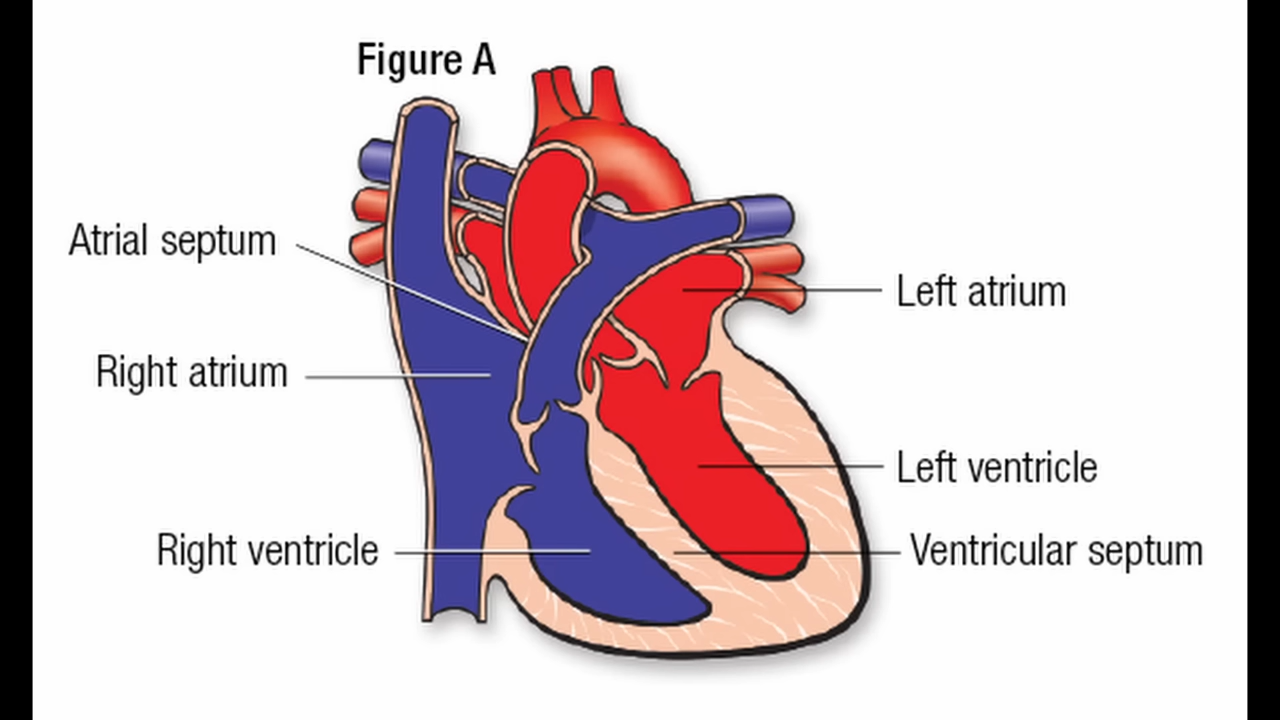 Figure A
Atrial septum
Left atrium
Right atrium
Left ventricle
Right ventricle
Ventricular septum